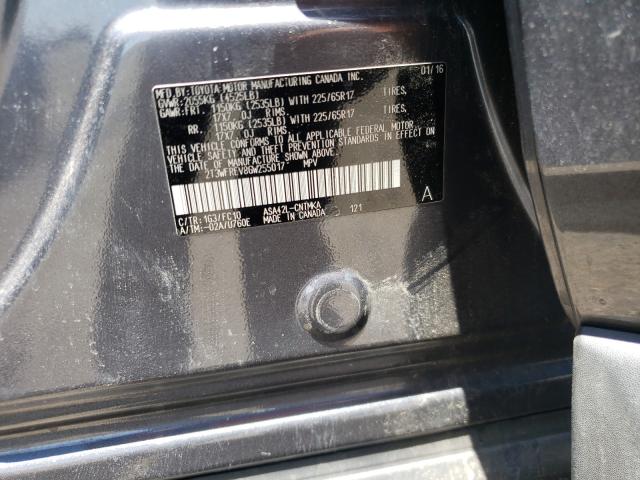 MFD.BY:TOYOTA MOTOR MANUFACTURING CANADA INC. 01/16
GVWR:2055KG (4525LB)
GAWR:FRT 1150KG (2535LB) WITH 225/65R17 TIRES,
17X7.0J RIMS
RR 1150KG (2535LB) WITH 225/65R17 TIRES,
17X7.0J RIMS
THIS VEHICLE CONFORMS TO ALL APPLICABLE FEDERAL MOTOR
VEHICLE SAFETY AND THEFT PREVENTION STANDARDS IN EFFECT ON
THE DATE OF MANUFACTURE SHOWN ABOVE.
2T3WFREV8GW255017 MPV
A
C/TR:1G3/FC10 ASA42L-CNTMKA 121
A/TM:-02A/U760E MADE IN CANADA